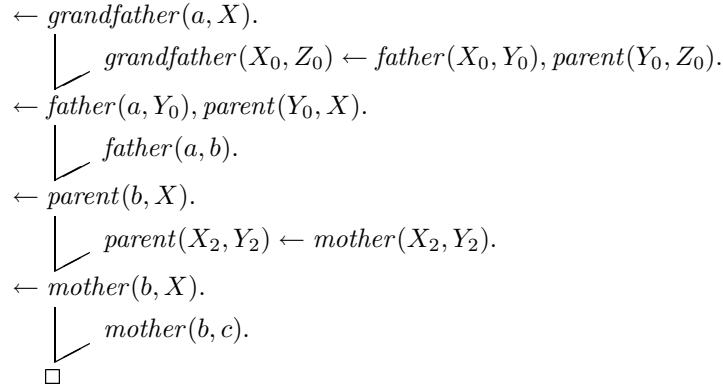 ← grandfather(a, X).
grandfather(X₀, Z₀) ← father(X₀, Y₀), parent(Y₀, Z₀).
← father(a, Y₀), parent(Y₀, X).
father(a, b).
← parent(b, X).
parent(X₂, Y₂) ← mother(X₂, Y₂).
← mother(b, X).
mother(b, c).
□